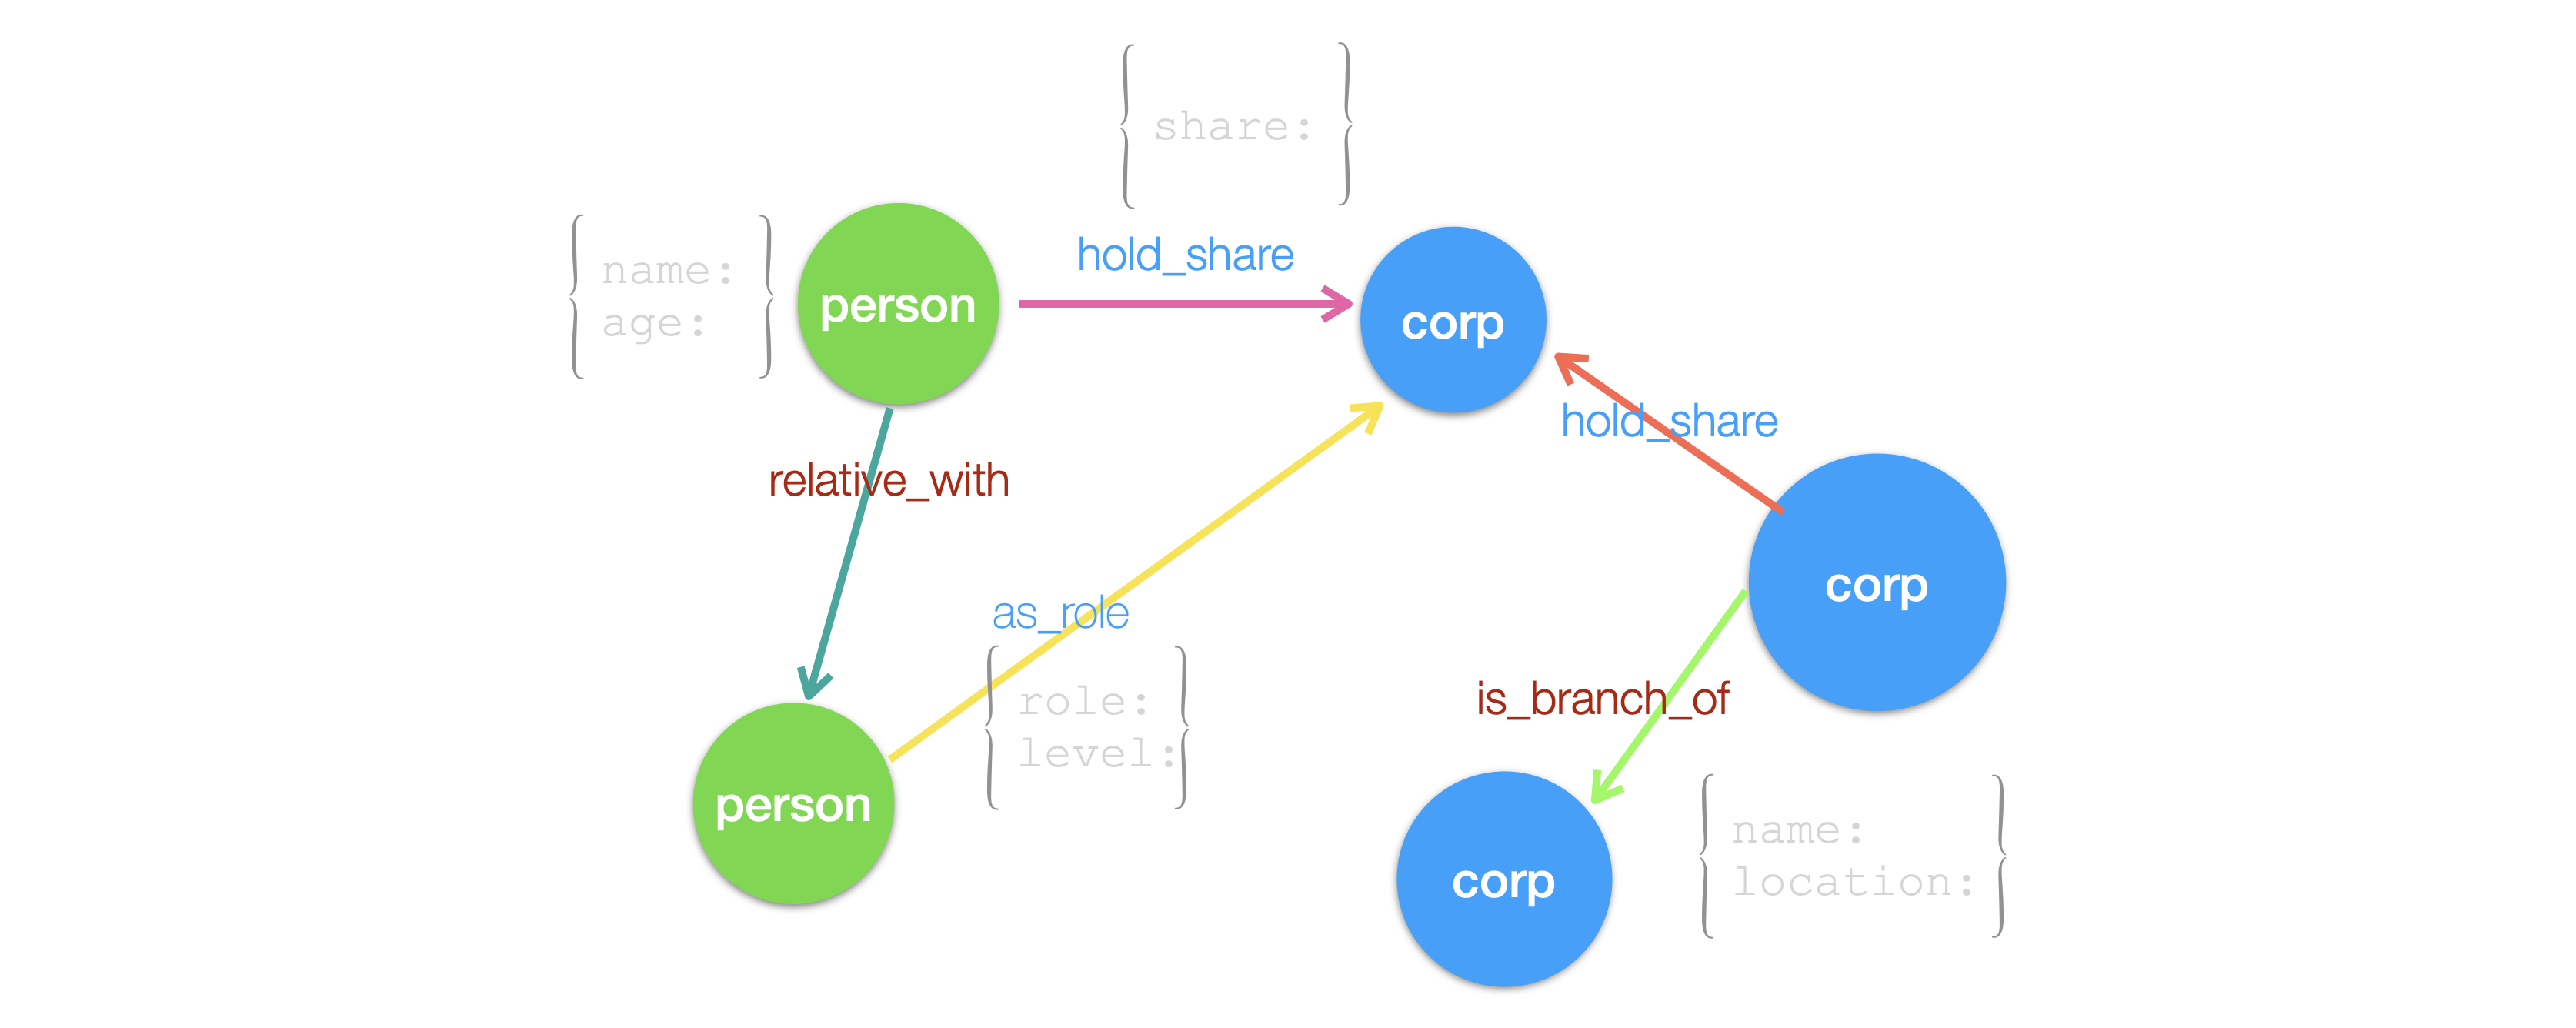 share:
hold_share
name:
age:
person
corp
hold_share
relative_with
corp
as_role
role:
level:
is_branch_of
person
name:
location:
corp